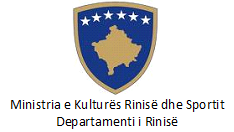 Ministria e Kulturës Rinisë dhe Sportit
Departamenti i Rinisë